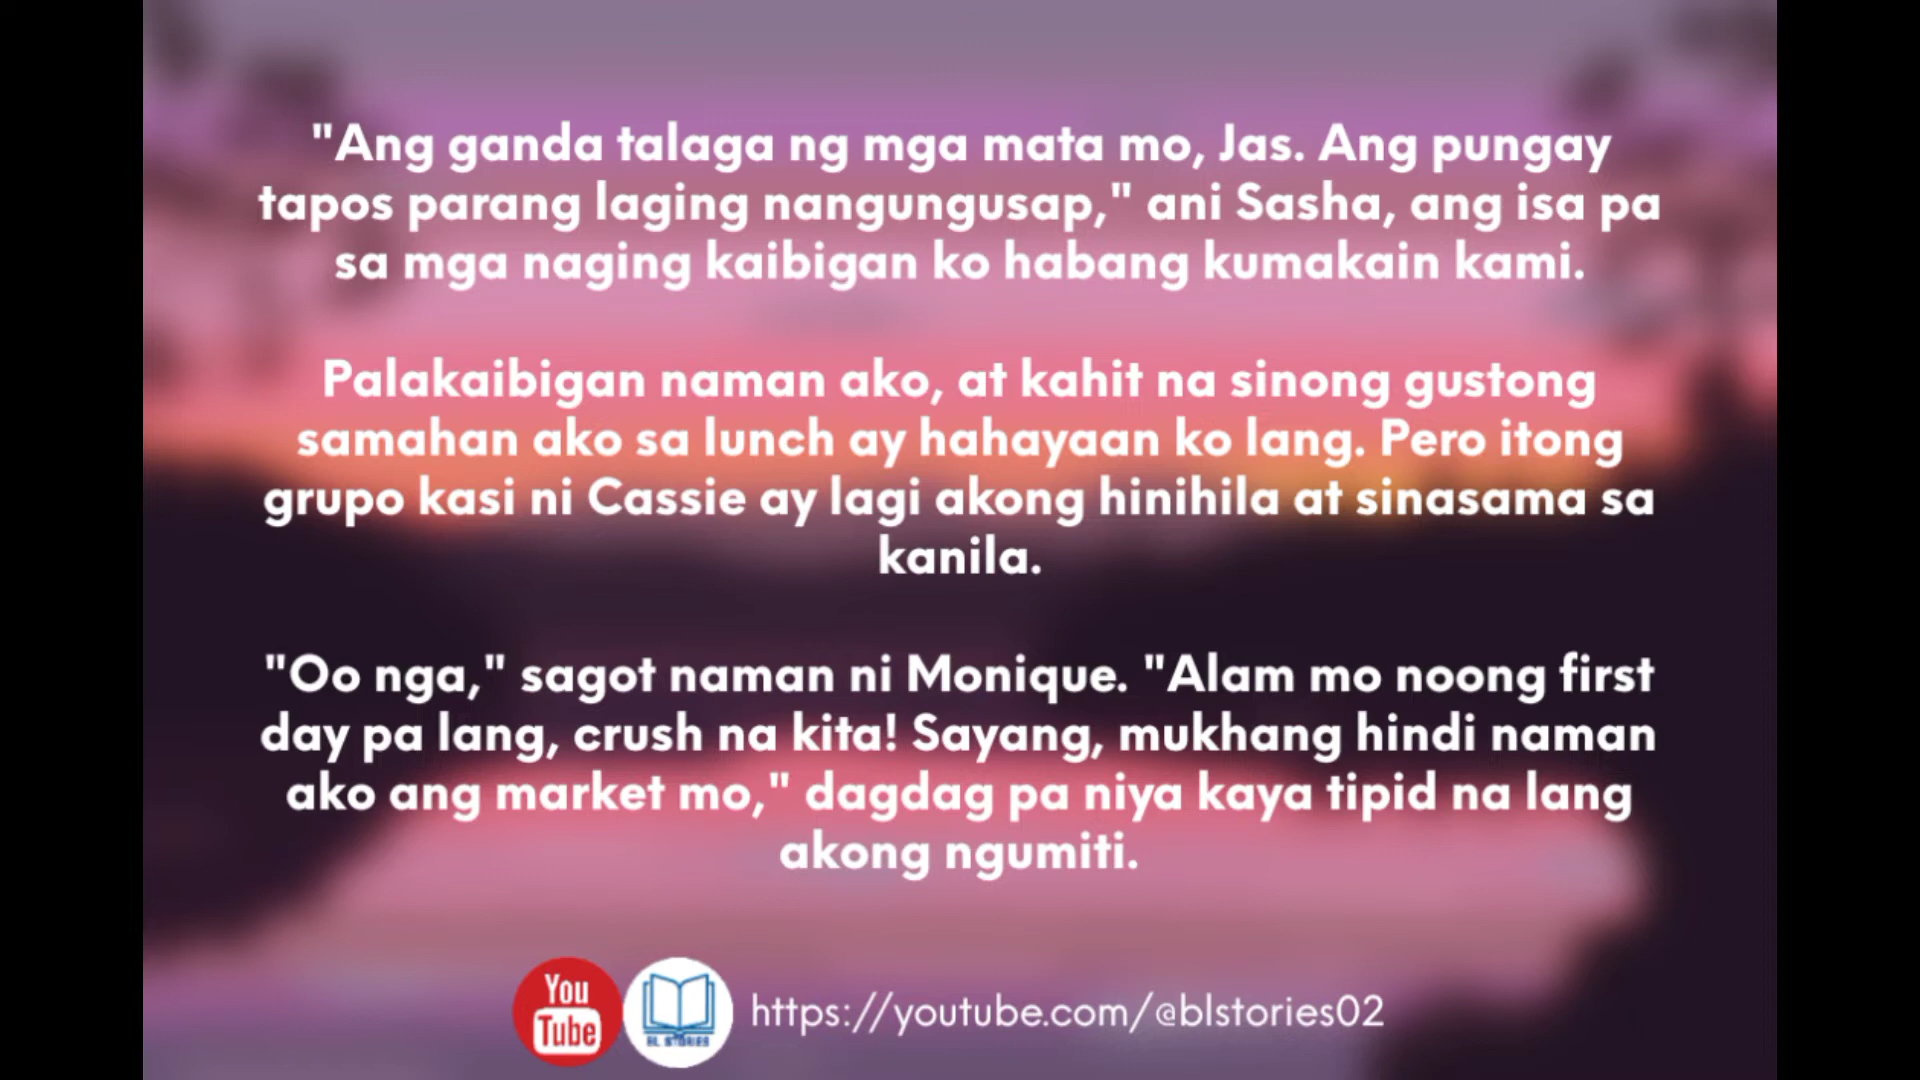 "Ang ganda talaga ng mga mata mo, Jas. Ang pungay
tapos parang laging nangungusap," ani Sasha, ang isa pa
sa mga naging kaibigan ko habang kumakain kami.
Palakaibigan naman ako, at kahit na sinong gustong
samahan ako sa lunch ay hahayaan ko lang. Pero itong
grupo kasi ni Cassie ay lagi akong hinihila at sinasama sa
kanila.
"Oo nga," sagot naman ni Monique. "Alam mo noong first
day pa lang, crush na kita! Sayang, mukhang hindi naman
ako ang market mo," dagdag pa niya kaya tipid na lang
akong ngumiti.
You
Tube
BL STORIES
https://youtube.com/@blstories02